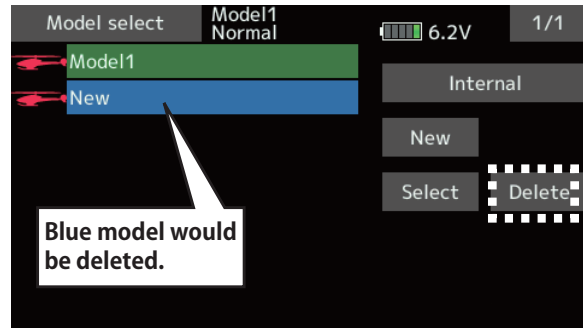 Model select
Model1
Normal
6.2V
1/1
Model1
New
Internal
New
Select
Delete
Blue model would
be deleted.